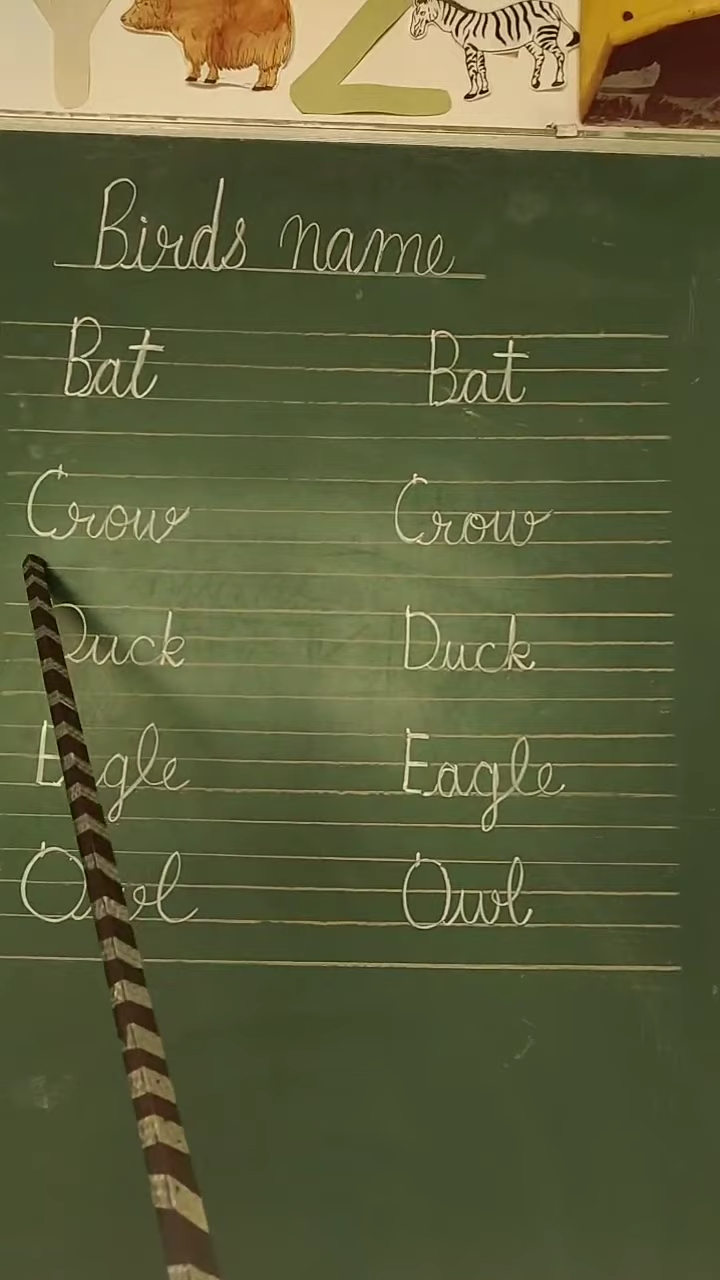 Y Z
Birds name
Bat Bat
Crow Crow
Duck Duck
Eagle Eagle
Owl Owl